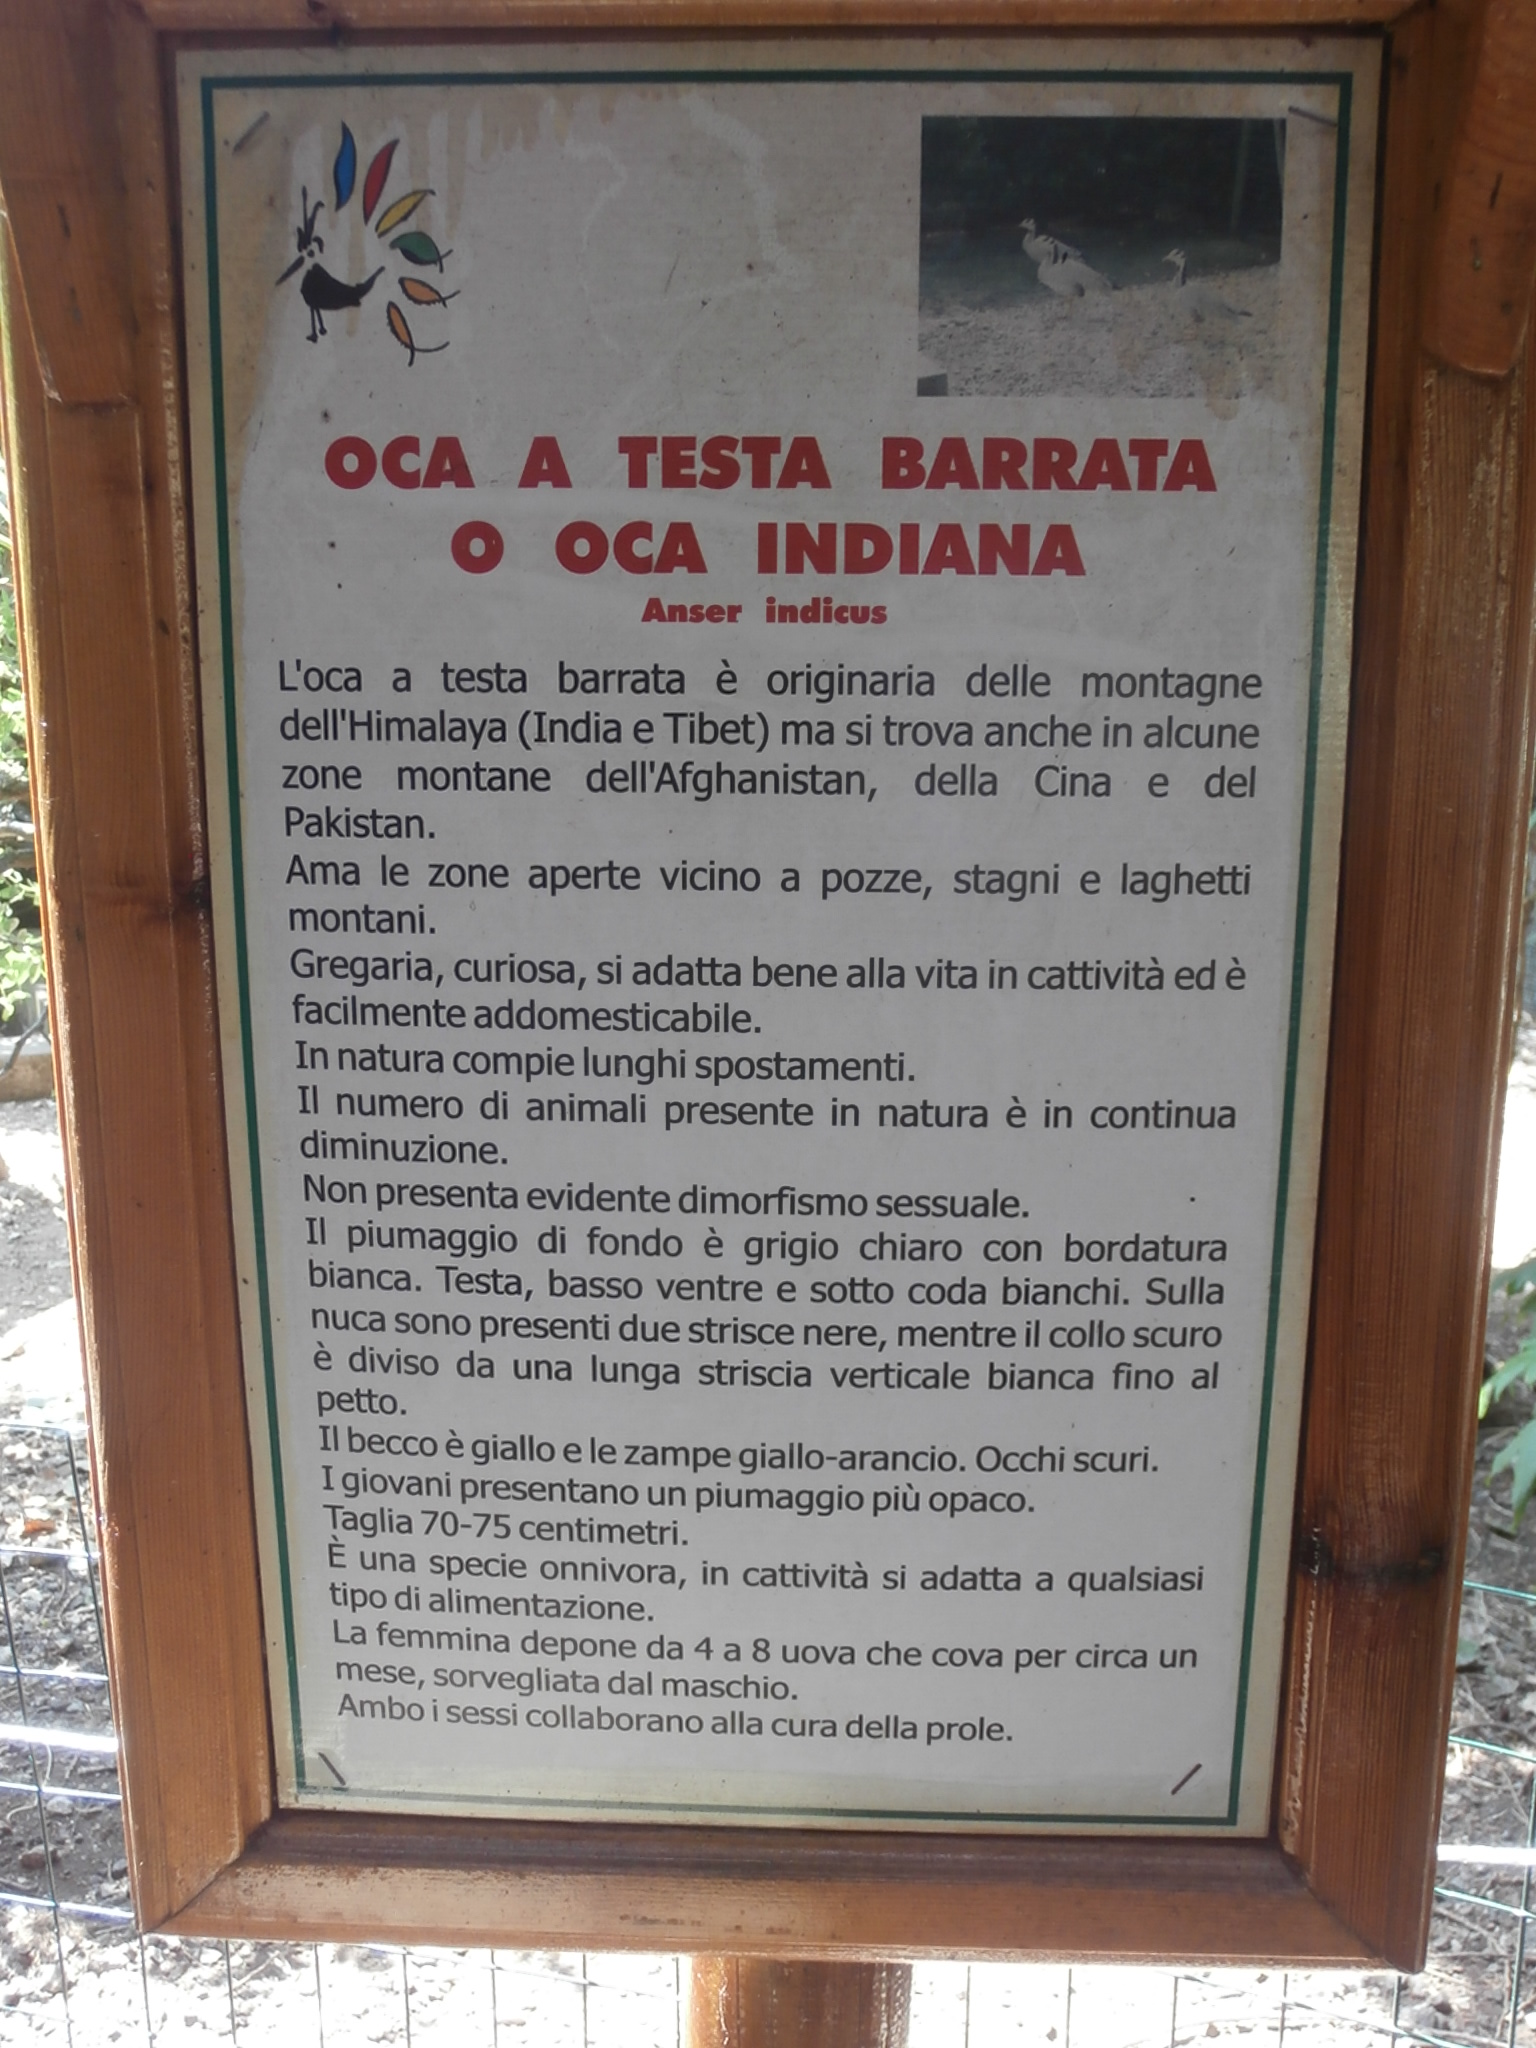 OCA A TESTA BARRATA
O OCA INDIANA
Anser indicus
L'oca a testa barrata è originaria delle montagne
dell'Himalaya (India e Tibet) ma si trova anche in alcune
zone montane dell'Afghanistan, della Cina e del
Pakistan.
Ama le zone aperte vicino a pozze, stagni e laghetti
montani.
Gregaria, curiosa, si adatta bene alla vita in cattività ed è
facilmente addomesticabile.
In natura compie lunghi spostamenti.
Il numero di animali presente in natura è in continua
diminuzione.
Non presenta evidente dimorfismo sessuale.
Il piumaggio di fondo è grigio chiaro con bordatura
bianca. Testa, basso ventre e sotto coda bianchi. Sulla
nuca sono presenti due strisce nere, mentre il collo scuro
è diviso da una lunga striscia verticale bianca fino al
petto.
Il becco è giallo e le zampe giallo-arancio. Occhi scuri.
I giovani presentano un piumaggio più opaco.
Taglia 70-75 centimetri.
È una specie onnivora, in cattività si adatta a qualsiasi
tipo di alimentazione.
La femmina depone da 4 a 8 uova che cova per circa un
mese, sorvegliata dal maschio.
Ambo i sessi collaborano alla cura della prole.